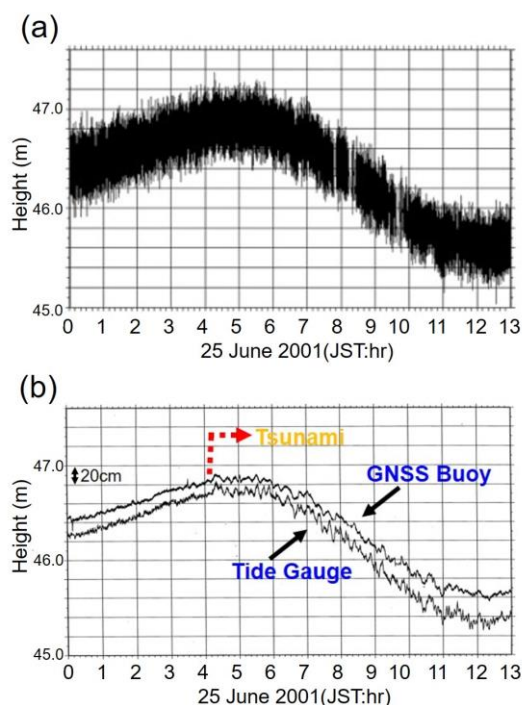 (a)
47.0
46.0
45.0
Height (m)
0 1 2 3 4 5 6 7 8 9 10 11 12 13
25 June 2001(JST:hr)
(b)
Tsunami
47.0
20cm
GNSS Buoy
46.0
Tide Gauge
45.0
Height (m)
0 1 2 3 4 5 6 7 8 9 10 11 12 13
25 June 2001(JST:hr)